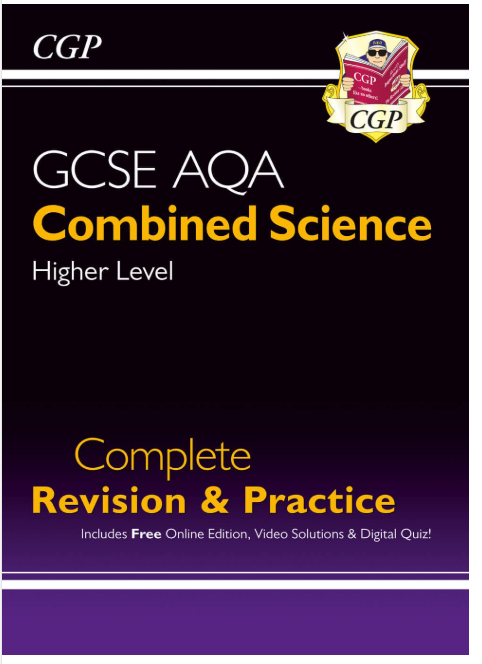 CGP
CGP
CGP
GCSE AQA
Combined Science
Higher Level
Complete
Revision & Practice
Includes Free Online Edition, Video Solutions & Digital Quiz!